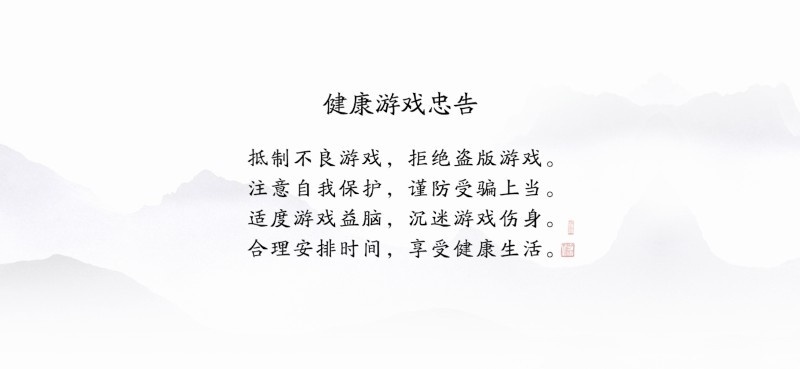 健康游戏忠告
抵制不良游戏，拒绝盗版游戏。
注意自我保护，谨防受骗上当。
适度游戏益脑，沉迷游戏伤身。
合理安排时间，享受健康生活。